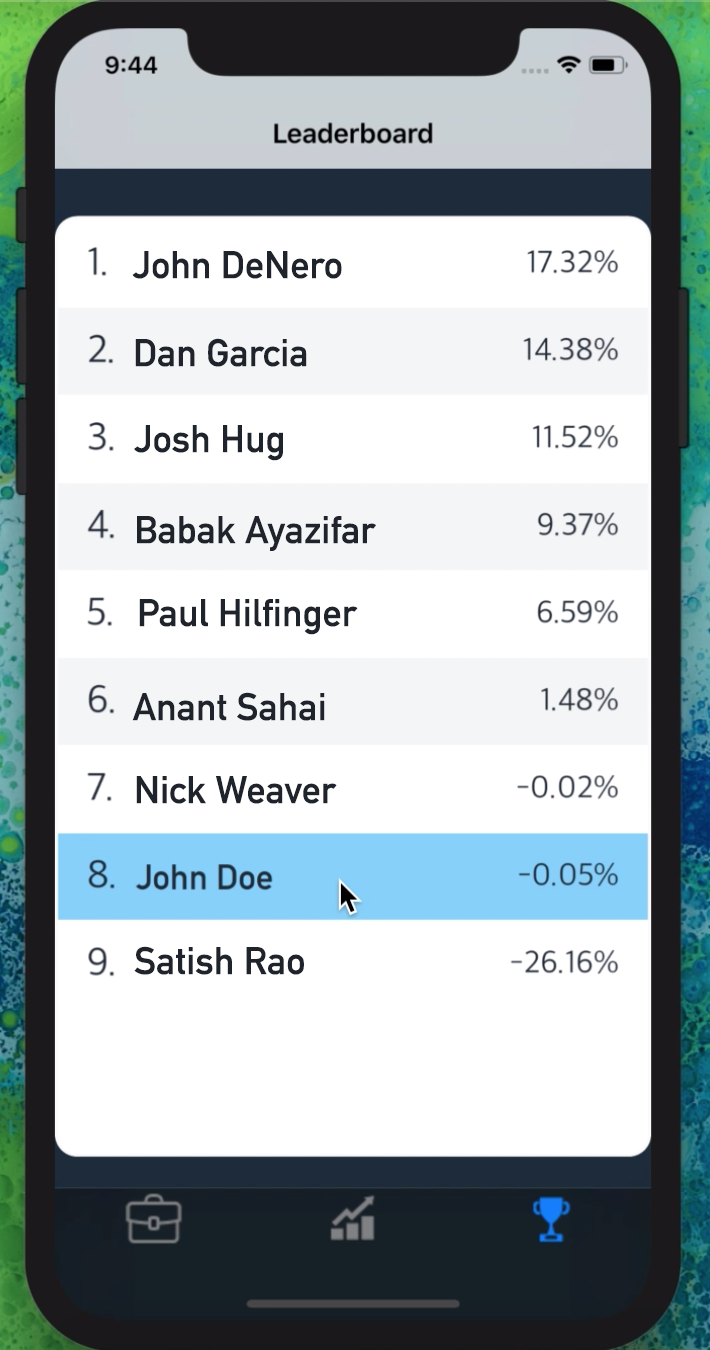 9:44
Leaderboard
1. John DeNero 17.32%
2. Dan Garcia 14.38%
3. Josh Hug 11.52%
4. Babak Ayazifar 9.37%
5. Paul Hilfinger 6.59%
6. Anant Sahai 1.48%
7. Nick Weaver -0.02%
8. John Doe -0.05%
9. Satish Rao -26.16%